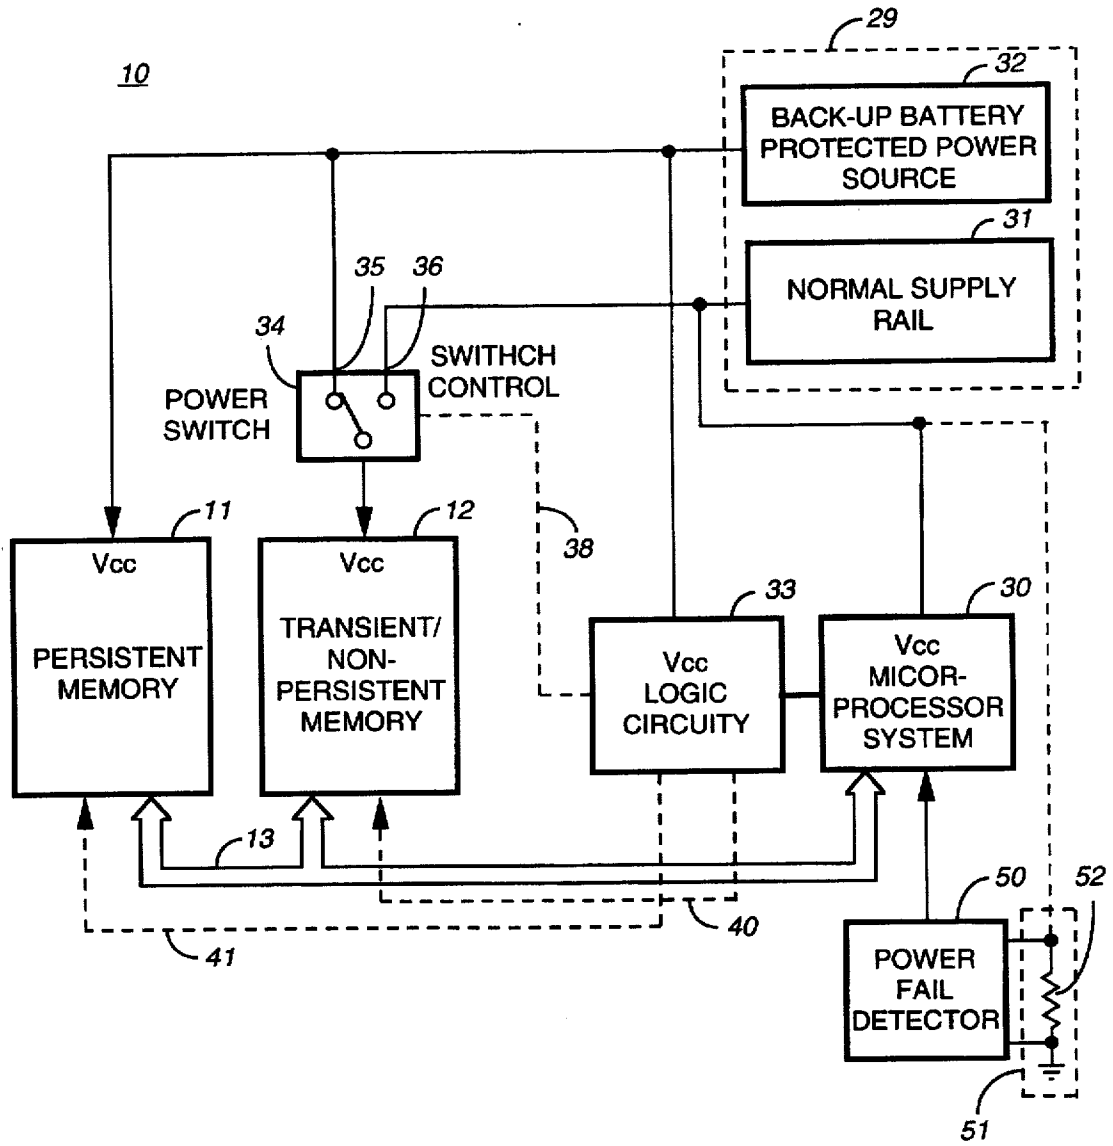 10
29
32
BACK-UP BATTERY
PROTECTED POWER
SOURCE
31
NORMAL SUPPLY
RAIL
35
36
34
SWITHCH
CONTROL
POWER
SWITCH
38
11
Vcc
PERSISTENT
MEMORY
12
Vcc
TRANSIENT/
NON-
PERSISTENT
MEMORY
33
Vcc
LOGIC
CIRCUITY
30
Vcc
MICOR-
PROCESSOR
SYSTEM
13
41
40
50
POWER
FAIL
DETECTOR
52
51